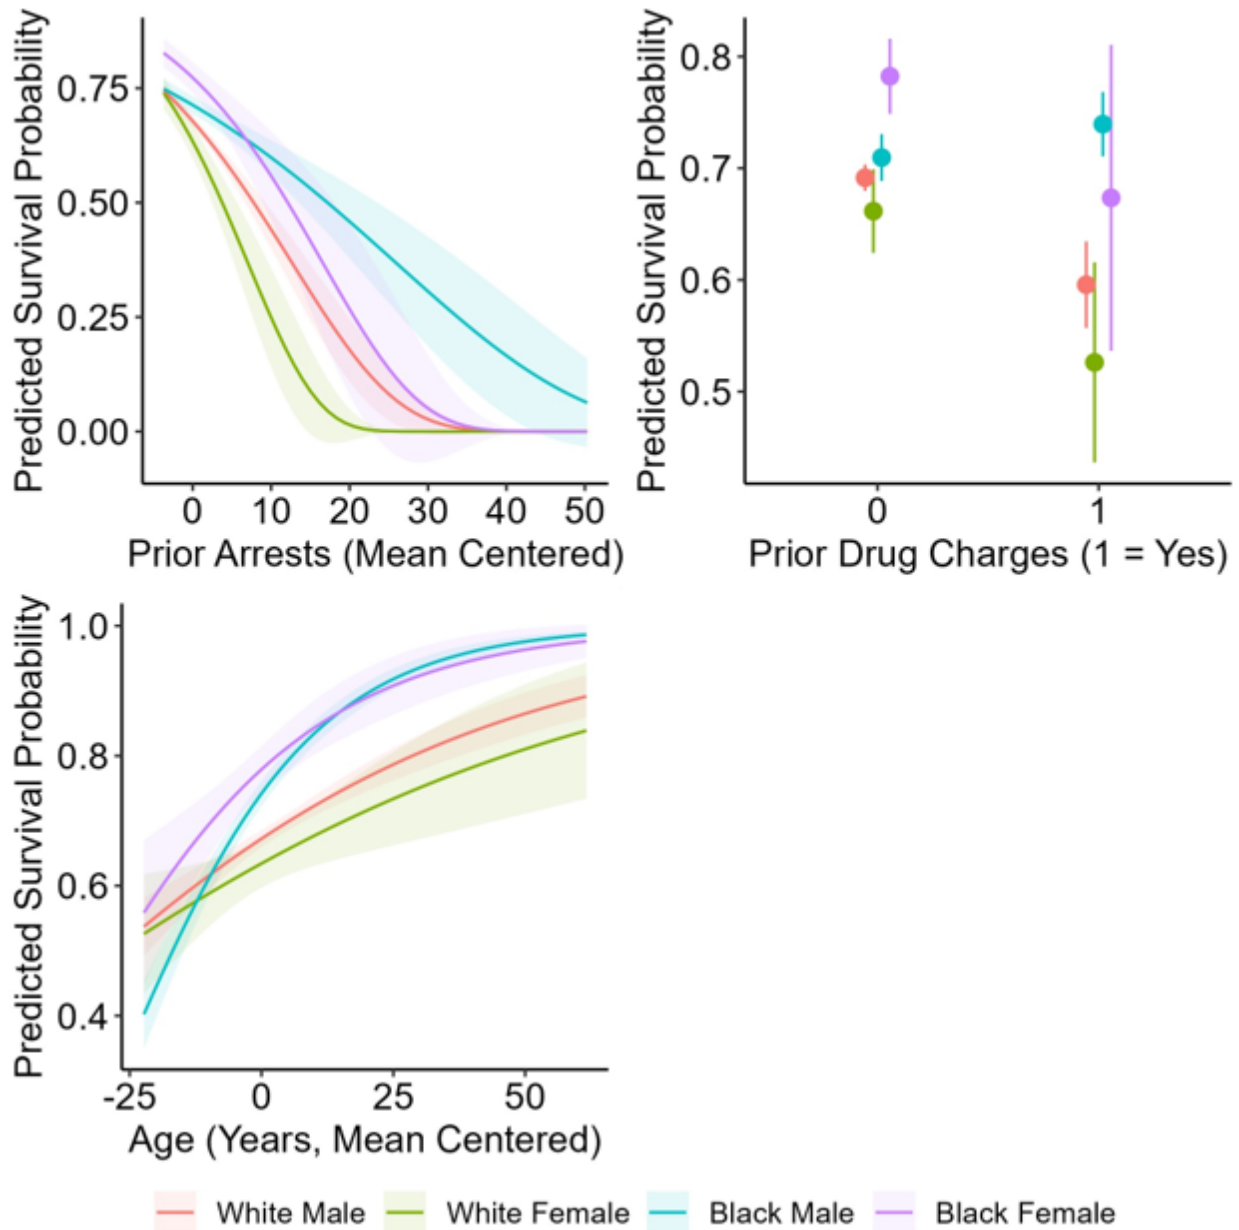 Predicted Survival Probability
0.75
0.50
0.25
0.00
0 10 20 30 40 50
Prior Arrests (Mean Centered)
Predicted Survival Probability
0.8
0.7
0.6
0.5
0 1
Prior Drug Charges (1 = Yes)
Predicted Survival Probability
1.0
0.8
0.6
0.4
-25 0 25 50
Age (Years, Mean Centered)
White Male White Female Black Male Black Female